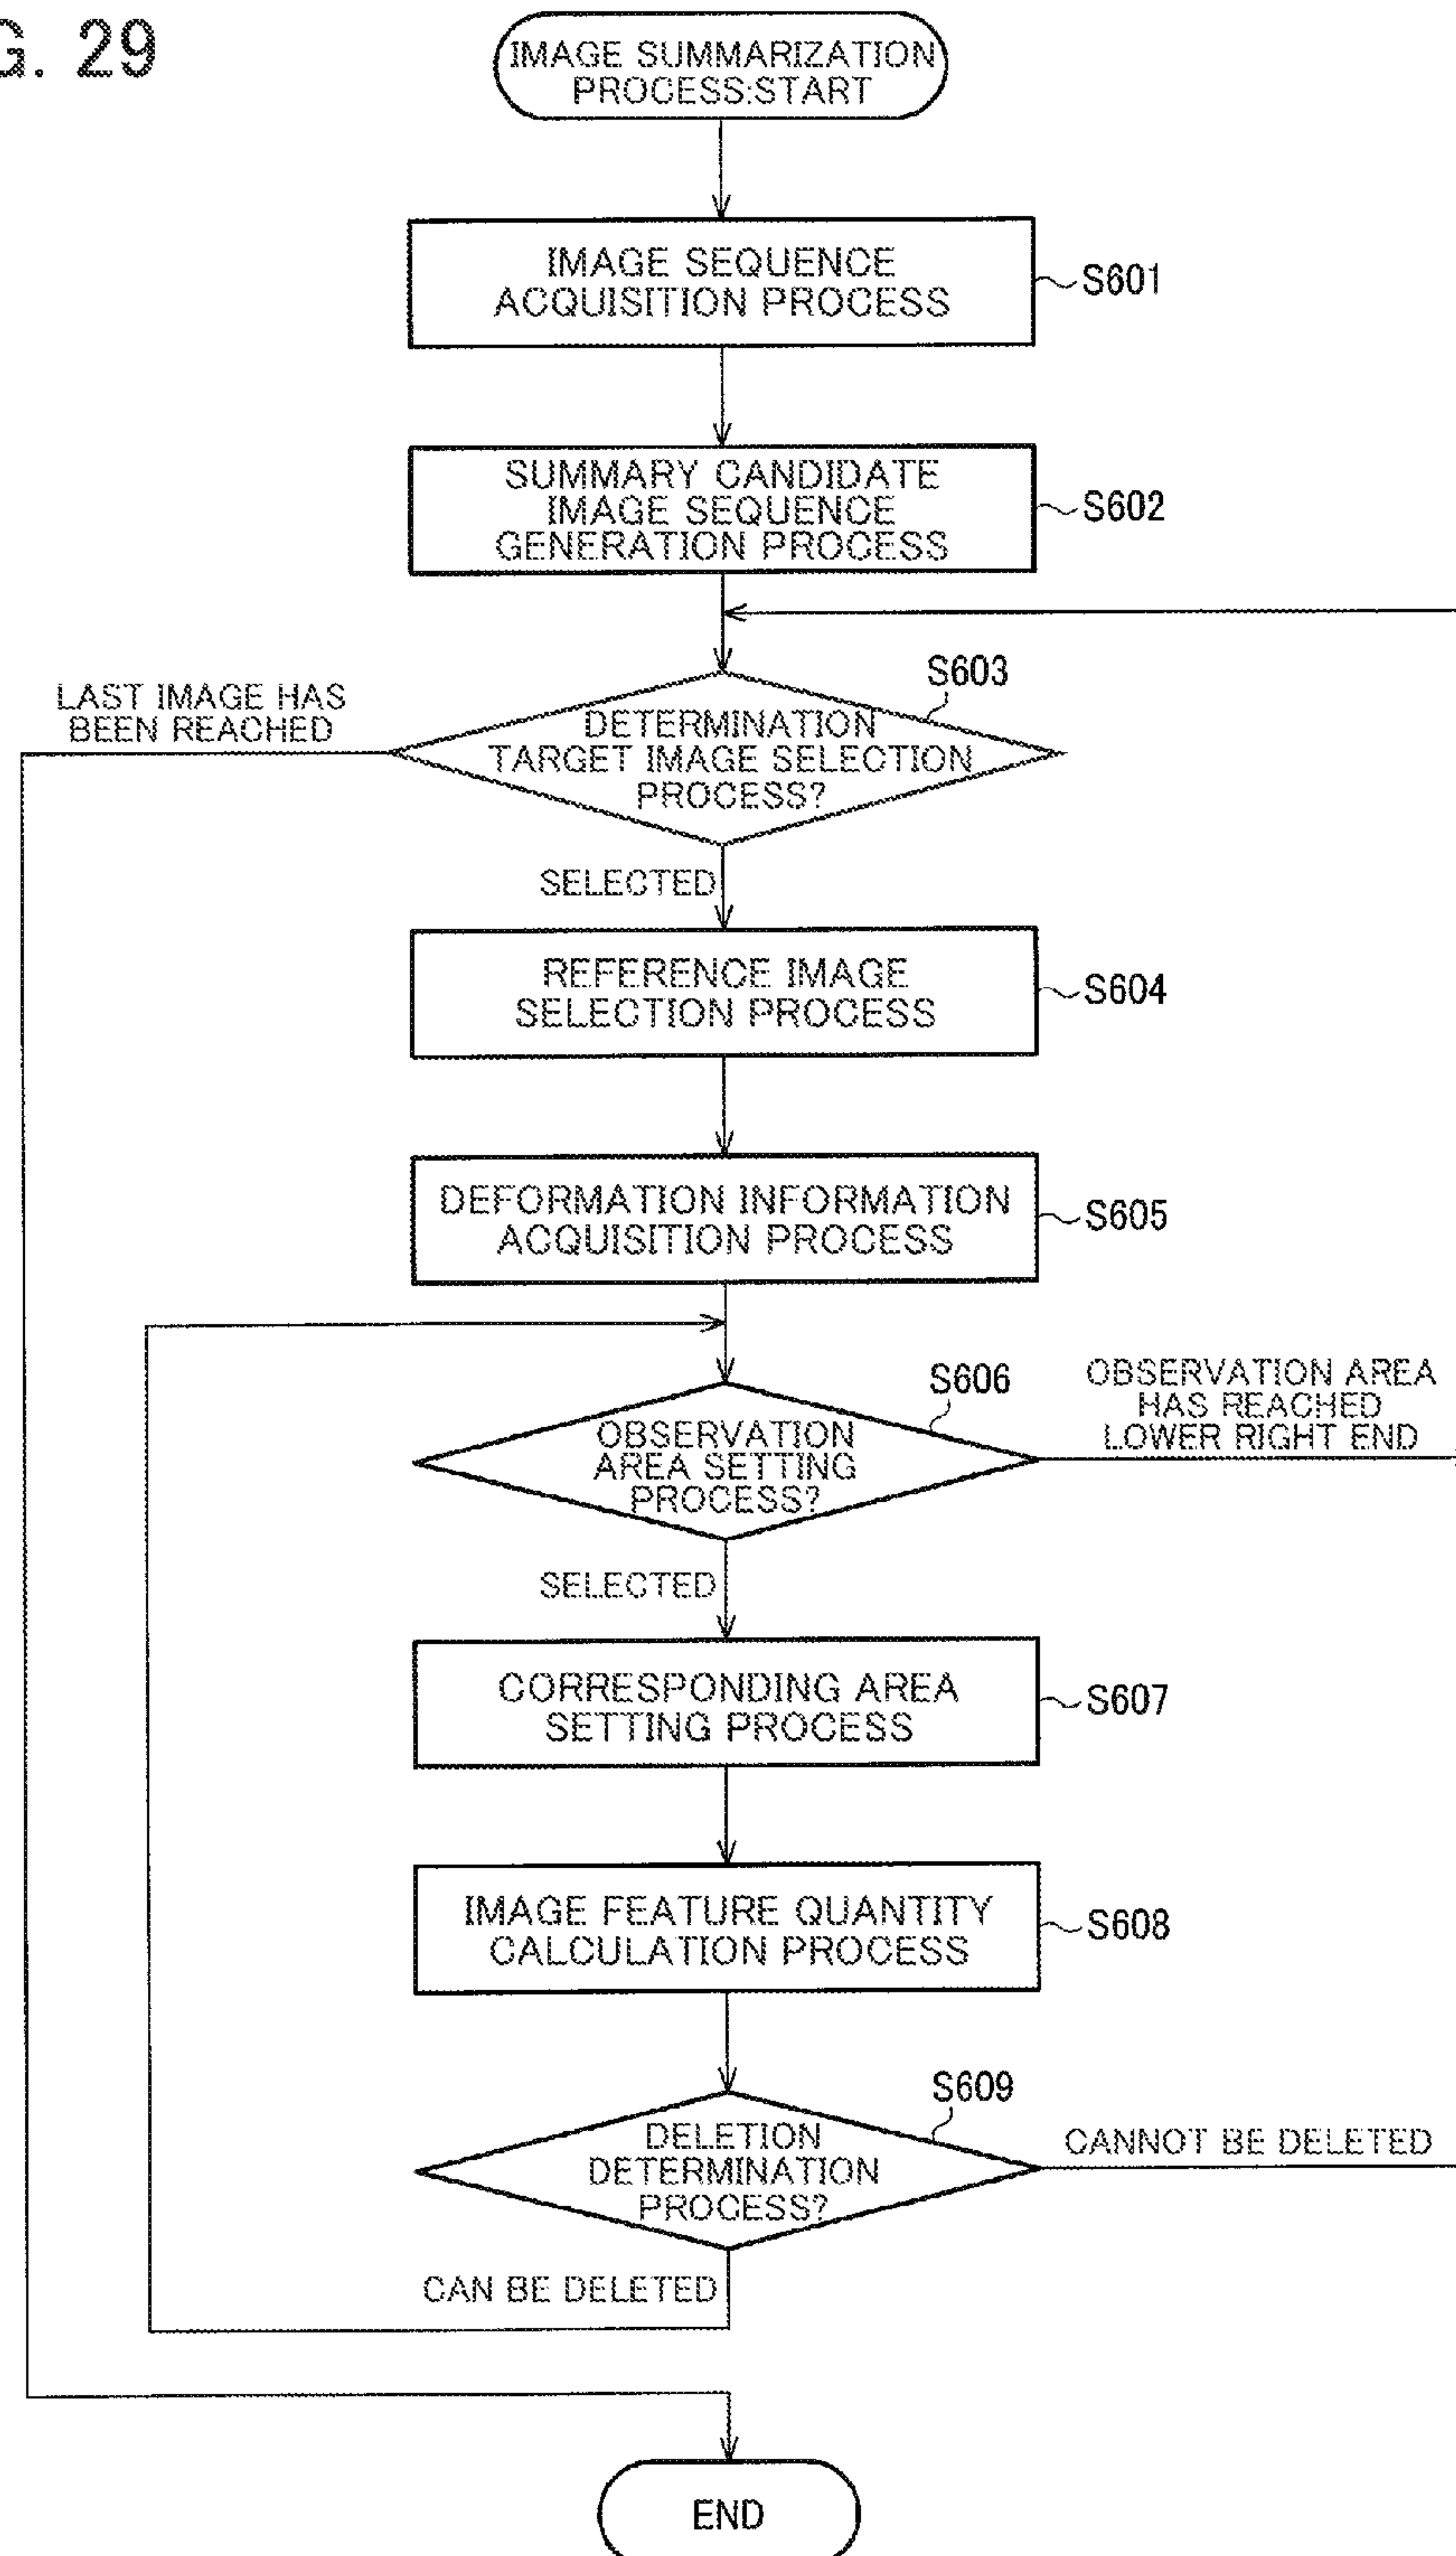 G. 29
IMAGE SUMMARIZATION
PROCESS:START
IMAGE SEQUENCE
ACQUISITION PROCESS
S601
SUMMARY CANDIDATE
IMAGE SEQUENCE
GENERATION PROCESS
S602
S603
LAST IMAGE HAS
BEEN REACHED
DETERMINATION
TARGET IMAGE SELECTION
PROCESS?
SELECTED
REFERENCE IMAGE
SELECTION PROCESS
S604
DEFORMATION INFORMATION
ACQUISITION PROCESS
S605
S606
OBSERVATION
AREA SETTING
PROCESS?
OBSERVATION AREA
HAS REACHED
LOWER RIGHT END
SELECTED
CORRESPONDING AREA
SETTING PROCESS
S607
IMAGE FEATURE QUANTITY
CALCULATION PROCESS
S608
S609
DELETION
DETERMINATION
PROCESS?
CANNOT BE DELETED
CAN BE DELETED
END